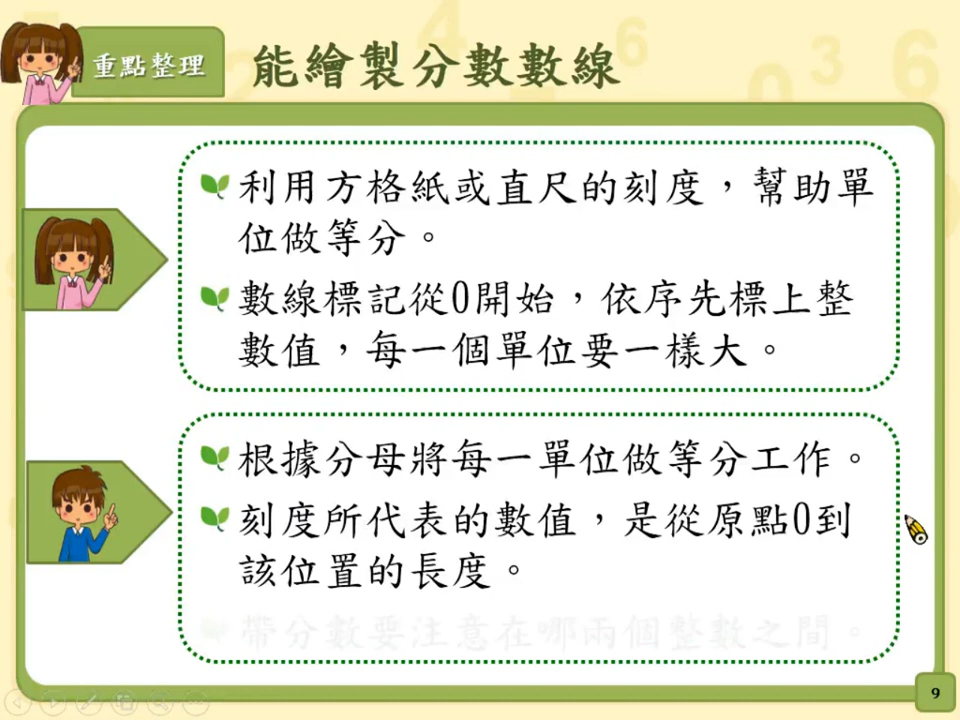 重點整理
能繪製分數數線
利用方格紙或直尺的刻度，幫助單
位做等分。
數線標記從0開始，依序先標上整
數值，每一個單位要一樣大。
根據分母將每一單位做等分工作。
刻度所代表的數值，是從原點0到
該位置的長度。
帶分數要注意在哪兩個整數之間。
9